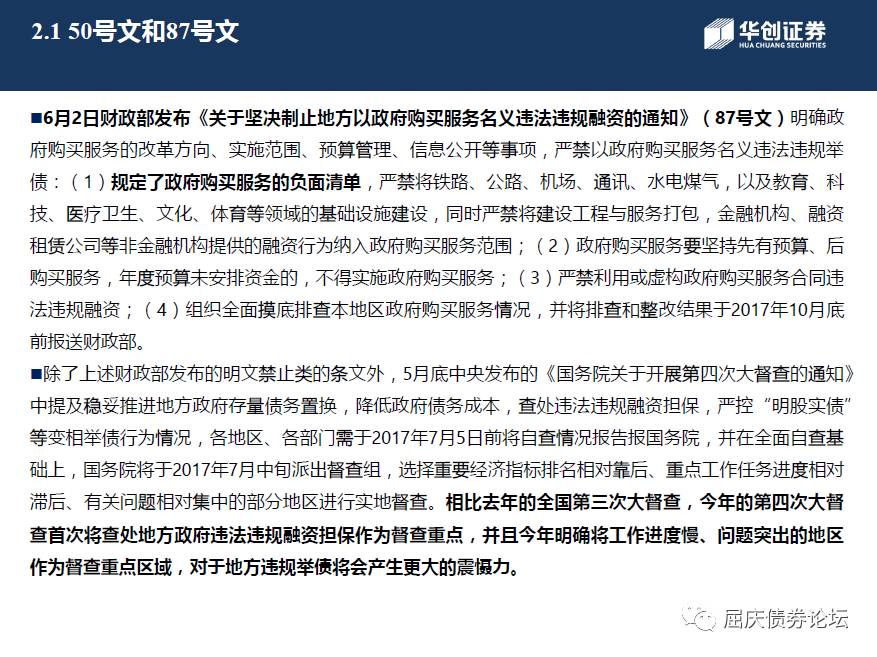 2.1 50号文和87号文
华创证券
HUA CHUANG SECURITIES
■6月2日财政部发布《关于坚决制止地方以政府购买服务名义违法违规融资的通知》（87号文）明确政
府购买服务的改革方向、实施范围、预算管理、信息公开等事项，严禁以政府购买服务名义违法违规举
债：（1）规定了政府购买服务的负面清单，严禁将铁路、公路、机场、通讯、水电煤气，以及教育、科
技、医疗卫生、文化、体育等领域的基础设施建设，同时严禁将建设工程与服务打包，金融机构、融资
租赁公司等非金融机构提供的融资行为纳入政府购买服务范围；（2）政府购买服务要坚持先有预算、后
购买服务，年度预算未安排资金的，不得实施政府购买服务；（3）严禁利用或虚构政府购买服务合同违
法违规融资；（4）组织全面摸底排查本地区政府购买服务情况，并将排查和整改结果于2017年10月底
前报送财政部。
■除了上述财政部发布的明文禁止类的条文外，5月底中央发布的《国务院关于开展第四次大督查的通知》
中提及稳妥推进地方政府存量债务置换，降低政府债务成本，查处违法违规融资担保，严控“明股实债”
等变相举债行为情况，各地区、各部门需于2017年7月5日前将自查情况报告报国务院，并在全面自查基
础上，国务院将于2017年7月中旬派出督查组，选择重要经济指标排名相对靠后、重点工作任务进度相对
滞后、有关问题相对集中的部分地区进行实地督查。相比去年的全国第三次大督查，今年的第四次大督
查首次将查处地方政府违法违规融资担保作为督查重点，并且今年明确将工作进度慢、问题突出的地区
作为督查重点区域，对于地方违规举债将会产生更大的震慑力。
屈庆债券论坛